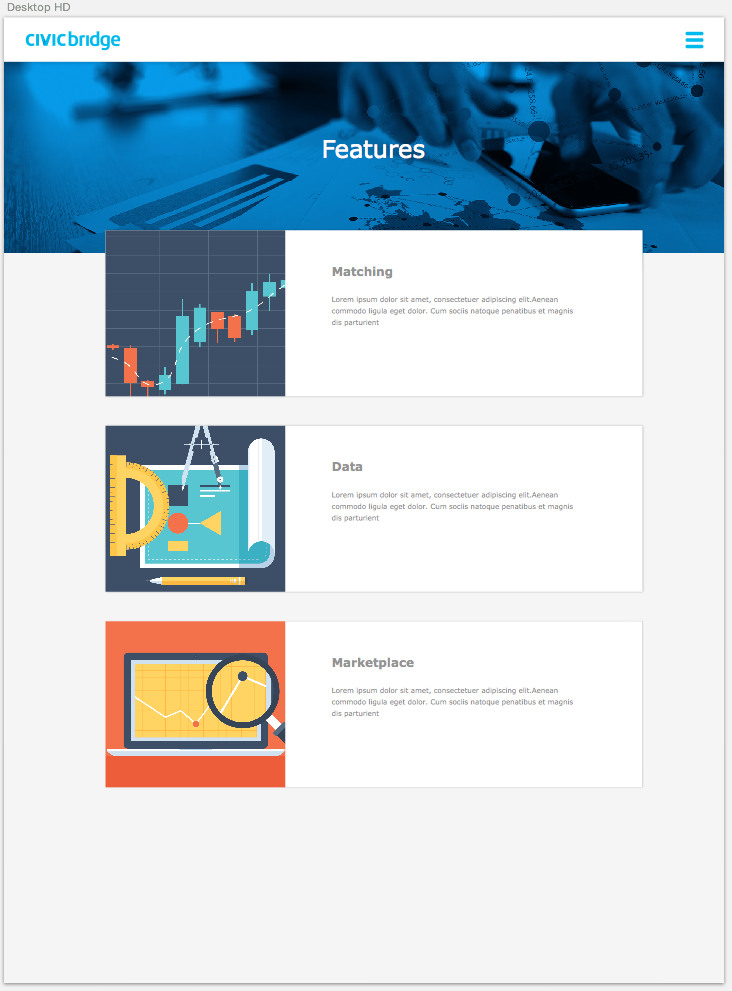 Desktop HD
CIVIC bridge
Features
Matching
Lorem ipsum dolor sit amet, consectetuer adipiscing elit.Aenean
commodo ligula eget dolor. Cum sociis natoque penatibus et magnis
dis parturient
Data
Lorem ipsum dolor sit amet, consectetuer adipiscing elit.Aenean
commodo ligula eget dolor. Cum sociis natoque penatibus et magnis
dis parturient
Marketplace
Lorem ipsum dolor sit amet, consectetuer adipiscing elit.Aenean
commodo ligula eget dolor. Cum sociis natoque penatibus et magnis
dis parturient